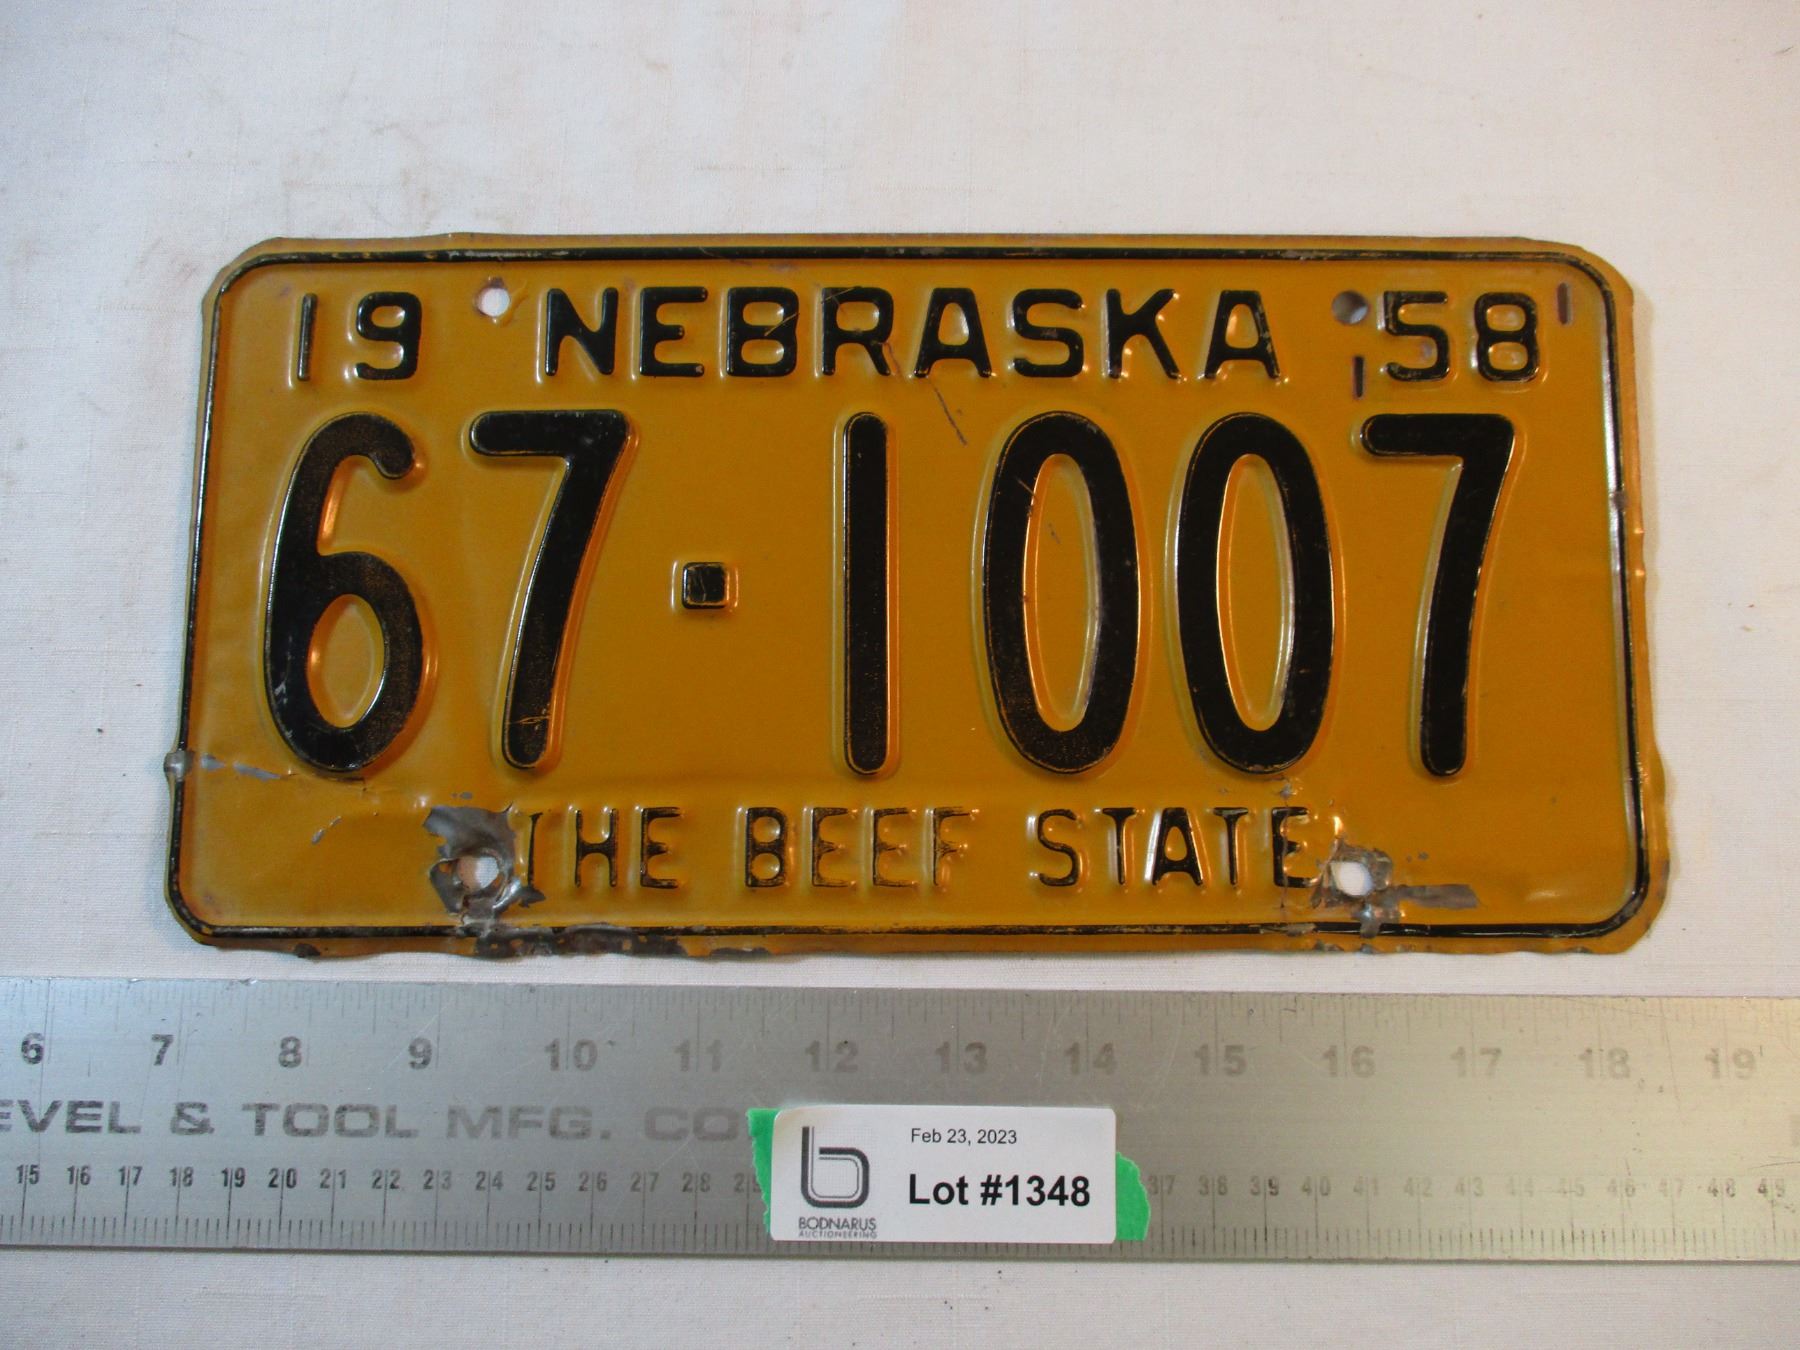 19 NEBRASKA 58
67-1007
THE BEEF STATE
6 7 8 9 10 11 12 13 14 15 16 17 18 19
EVEL & TOOL MFG. CO
15 16 17 18 19 20 21 22 23 24 25 26 27 28 29 37 38 39 40 41 42 43 44 45 46 47 48 49
Feb 23, 2023
Lot #1348
BODNARUS
AUCTIONEERING